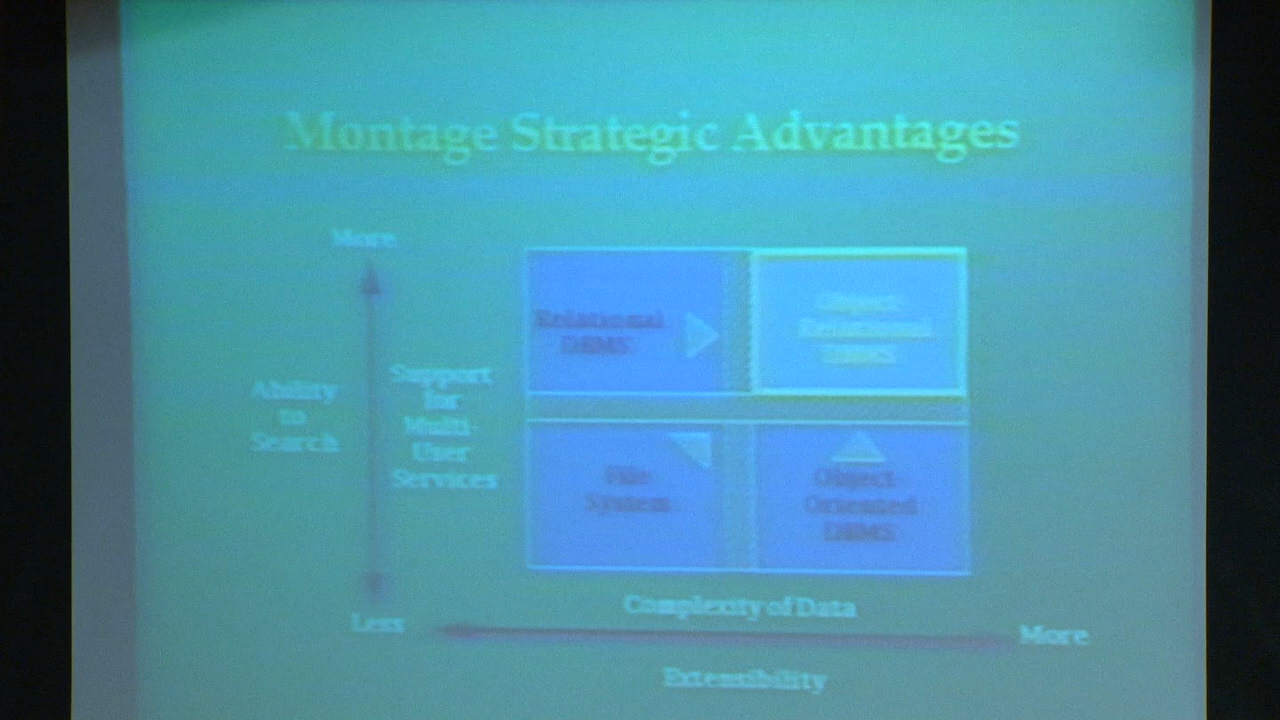 Montage Strategic Advantages
More
Ability
to
Search
Support
for
Multi-
User
Services
Relational
DBMS
Object
Relational
DBMS
File
System
Object
Oriented
DBMS
Less
Complexity of Data
More
Extensibility